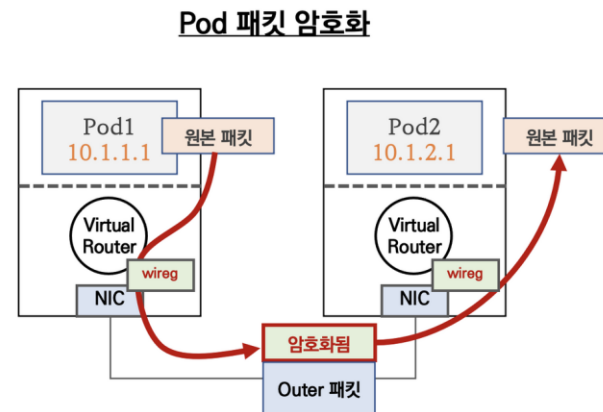 Pod 패킷 암호화
Pod1
10.1.1.1
원본 패킷
Pod2
10.1.2.1
원본 패킷
Virtual
Router
wireg
NIC
Virtual
Router
wireg
NIC
암호화됨
Outer 패킷